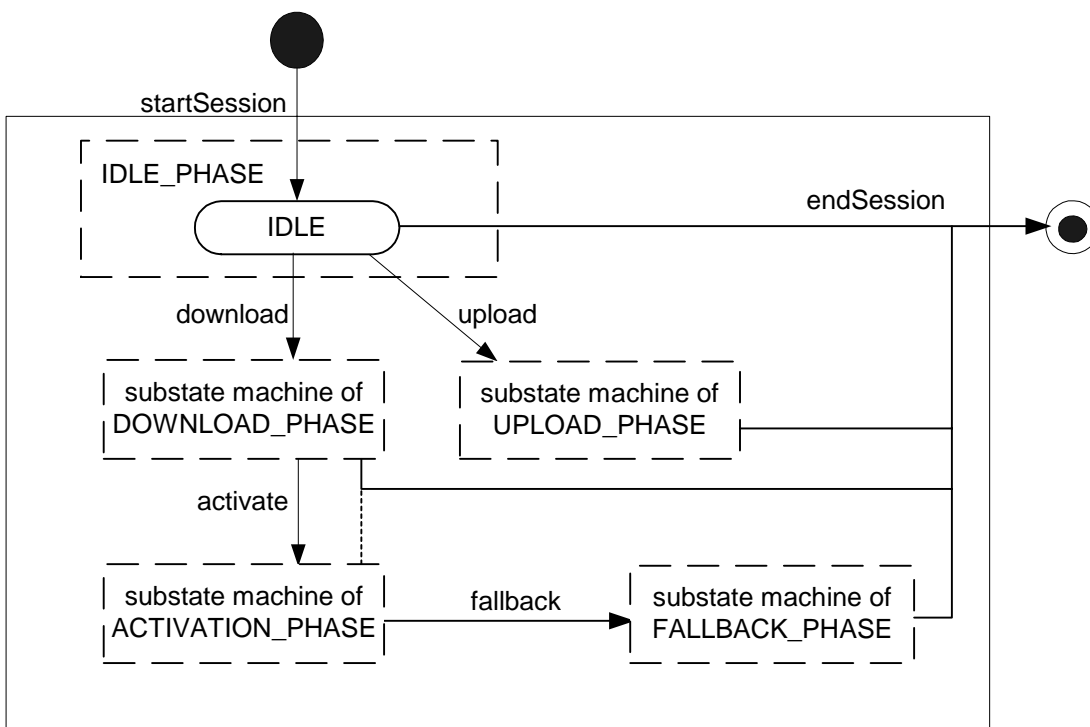 startSession
IDLE_PHASE
IDLE
endSession
download
upload
substate machine of
DOWNLOAD_PHASE
substate machine of
UPLOAD_PHASE
activate
substate machine of
ACTIVATION_PHASE
fallback
substate machine of
FALLBACK_PHASE